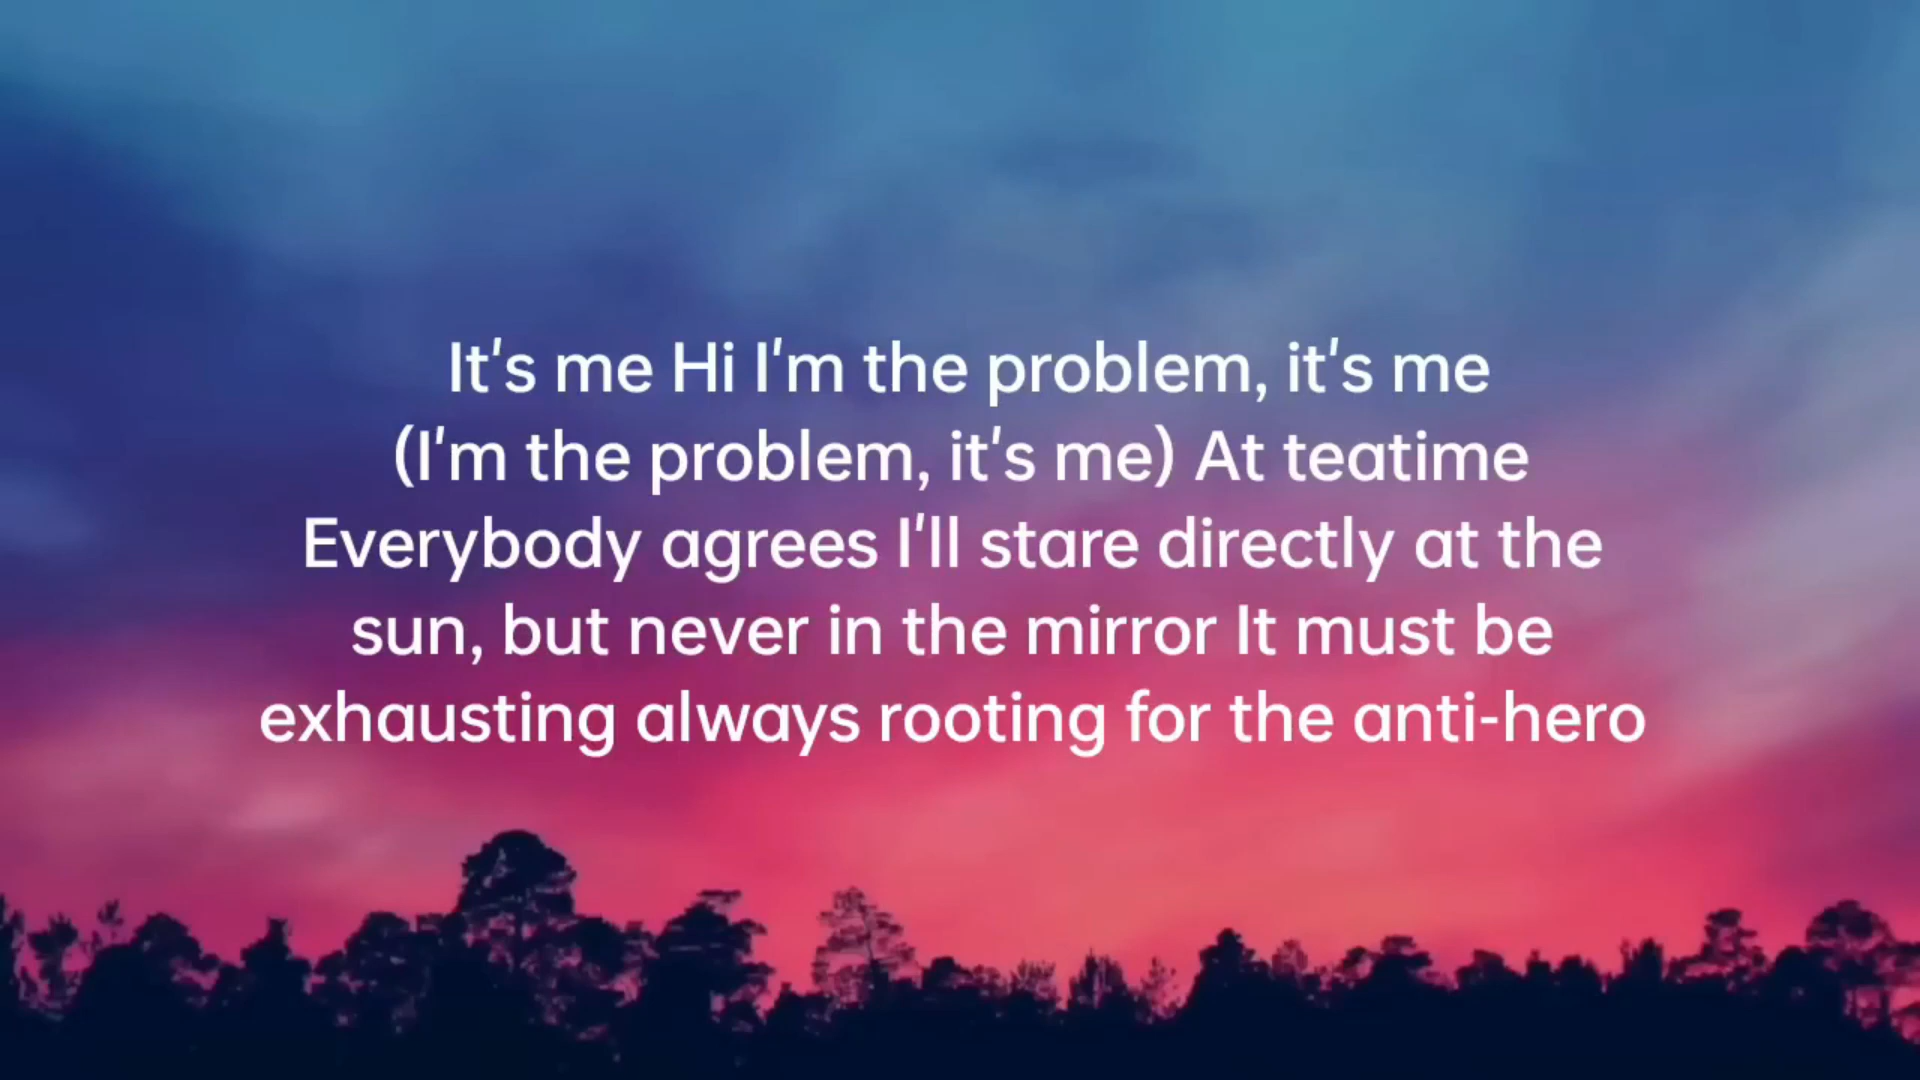 It's me Hi I'm the problem, it's me
(I'm the problem, it's me) At teatime
Everybody agrees I'll stare directly at the
sun, but never in the mirror It must be
exhausting always rooting for the anti-hero